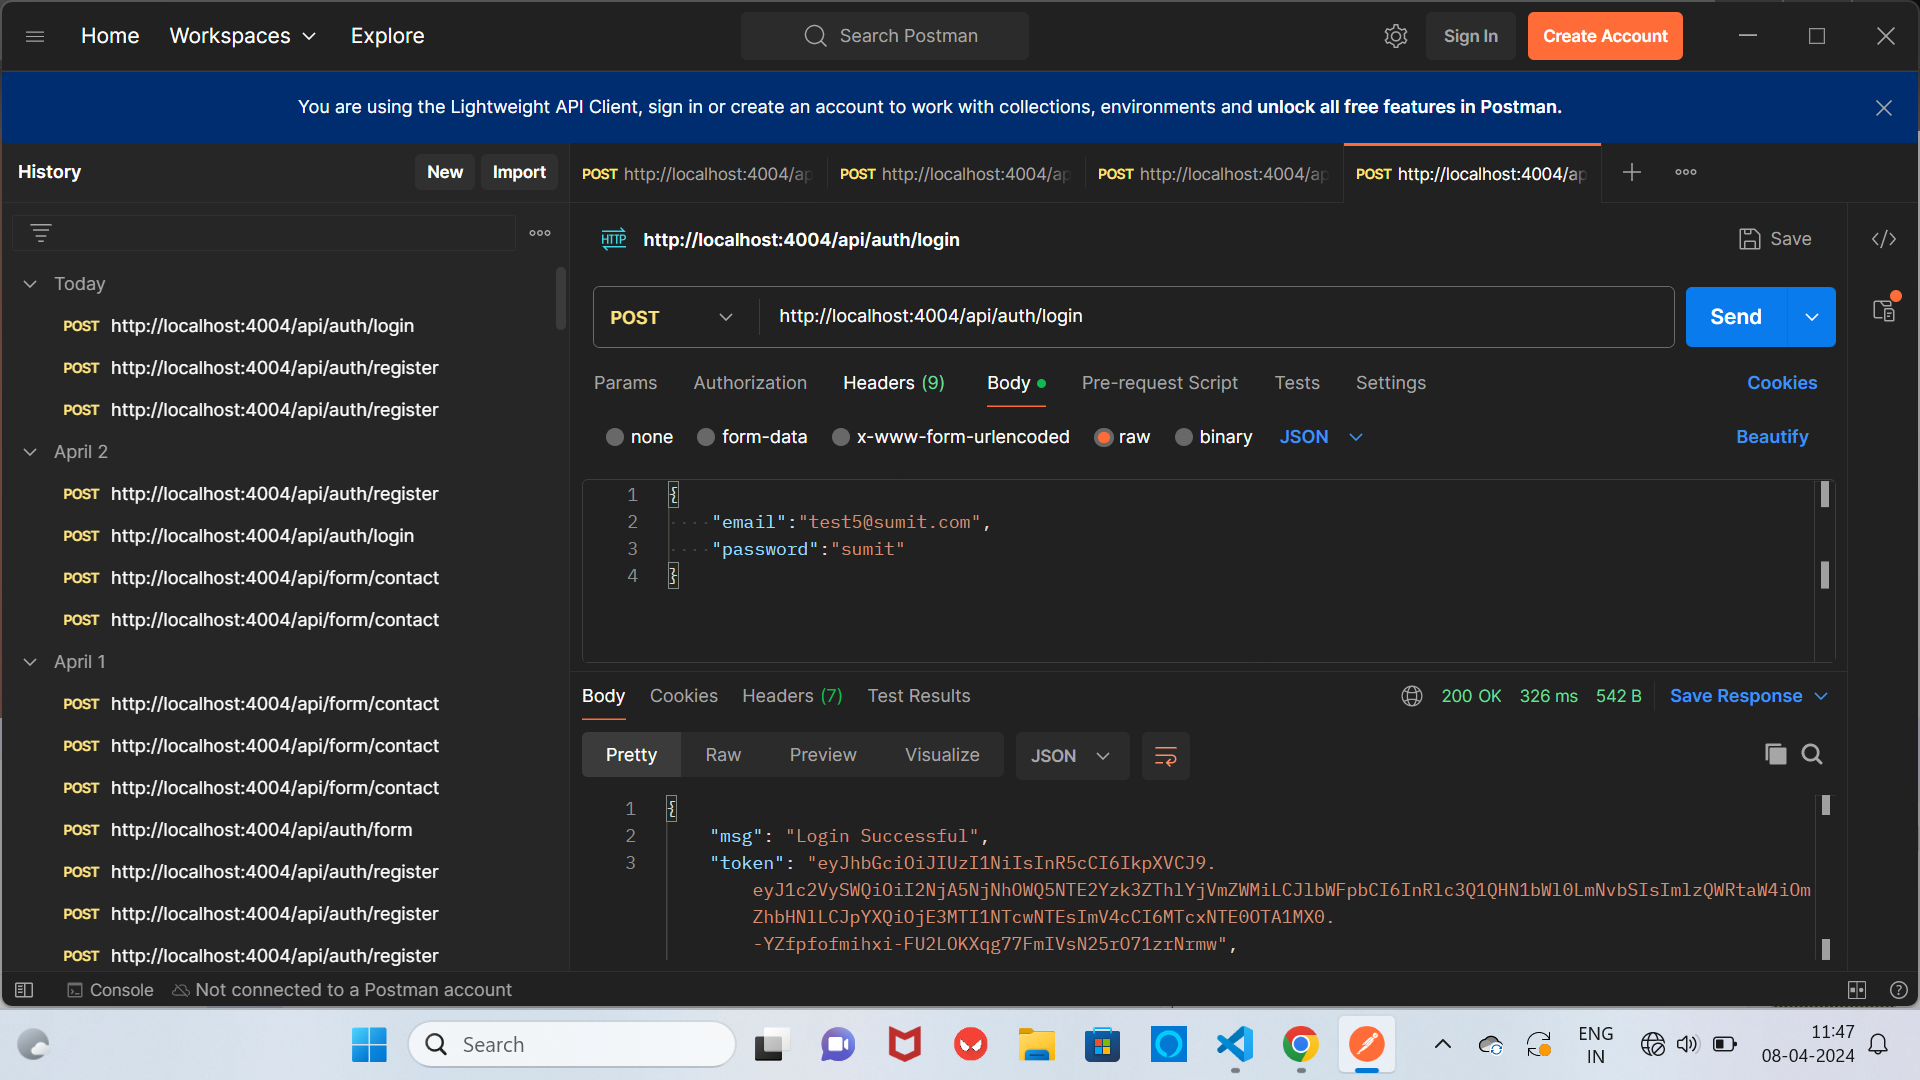 Home
Workspaces
Explore
Search Postman
Sign In
Create Account
You are using the Lightweight API Client, sign in or create an account to work with collections, environments and unlock all free features in Postman.
History
New
Import
POST http://localhost:4004/ap
POST http://localhost:4004/ap
POST http://localhost:4004/ap
POST http://localhost:4004/ap
HTTP http://localhost:4004/api/auth/login
Save
Today
POST http://localhost:4004/api/auth/login
POST http://localhost:4004/api/auth/register
POST http://localhost:4004/api/auth/register
April 2
POST http://localhost:4004/api/auth/register
POST http://localhost:4004/api/auth/login
POST http://localhost:4004/api/form/contact
POST http://localhost:4004/api/form/contact
April 1
POST http://localhost:4004/api/form/contact
POST http://localhost:4004/api/form/contact
POST http://localhost:4004/api/form/contact
POST http://localhost:4004/api/auth/form
POST http://localhost:4004/api/auth/register
POST http://localhost:4004/api/auth/register
POST http://localhost:4004/api/auth/register
POST
http://localhost:4004/api/auth/login
Send
Params
Authorization
Headers (9)
Body
Pre-request Script
Tests
Settings
Cookies
none
form-data
x-www-form-urlencoded
raw
binary
JSON
Beautify
1 {
2 "email":"test5@sumit.com",
3 "password":"sumit"
4 }
Body
Cookies
Headers (7)
Test Results
200 OK
326 ms
542 B
Save Response
Pretty
Raw
Preview
Visualize
JSON
1 {
2 "msg": "Login Successful",
3 "token": "eyJhbGciOiJIUzI1NiIsInR5cCI6IkpXVCJ9.
eyJ1c2VySWQiOiI2NjA5NjNhOWQ5NTE2Yzk3ZThlYjVmZWMiLCJlbWFpbCI6InRlc3Q1QHN1bWl0LmNvbSIsImlzQWRtaW4iOm
ZhbHNlLCJpYXQiOjE3MTI1NTcwNTEsImV4cCI6MTcxNTE0OTA1MX0.
-YZfpfofmihxi-FU2LOKXqg77FmIVsN25rO71zrNrmw",
Console
Not connected to a Postman account
Search
ENG
IN
11:47
08-04-2024